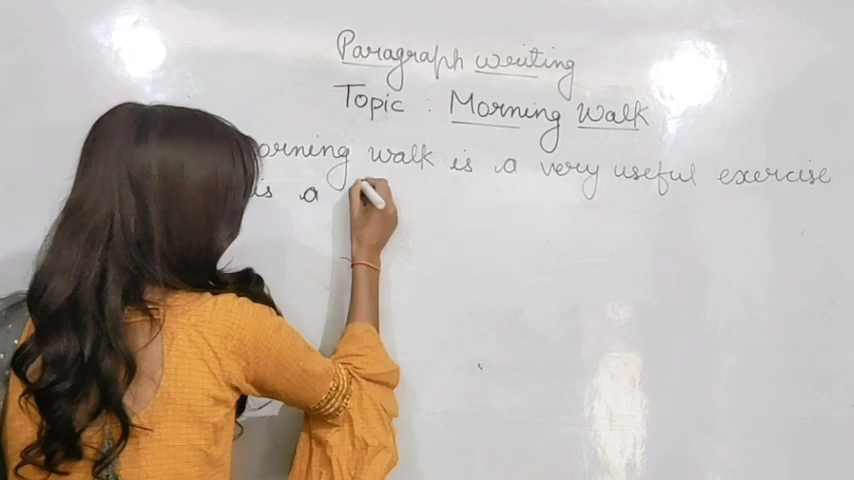 Paragraph writing
Topic : Morning Walk
orning walk is a very useful exercise.
is a